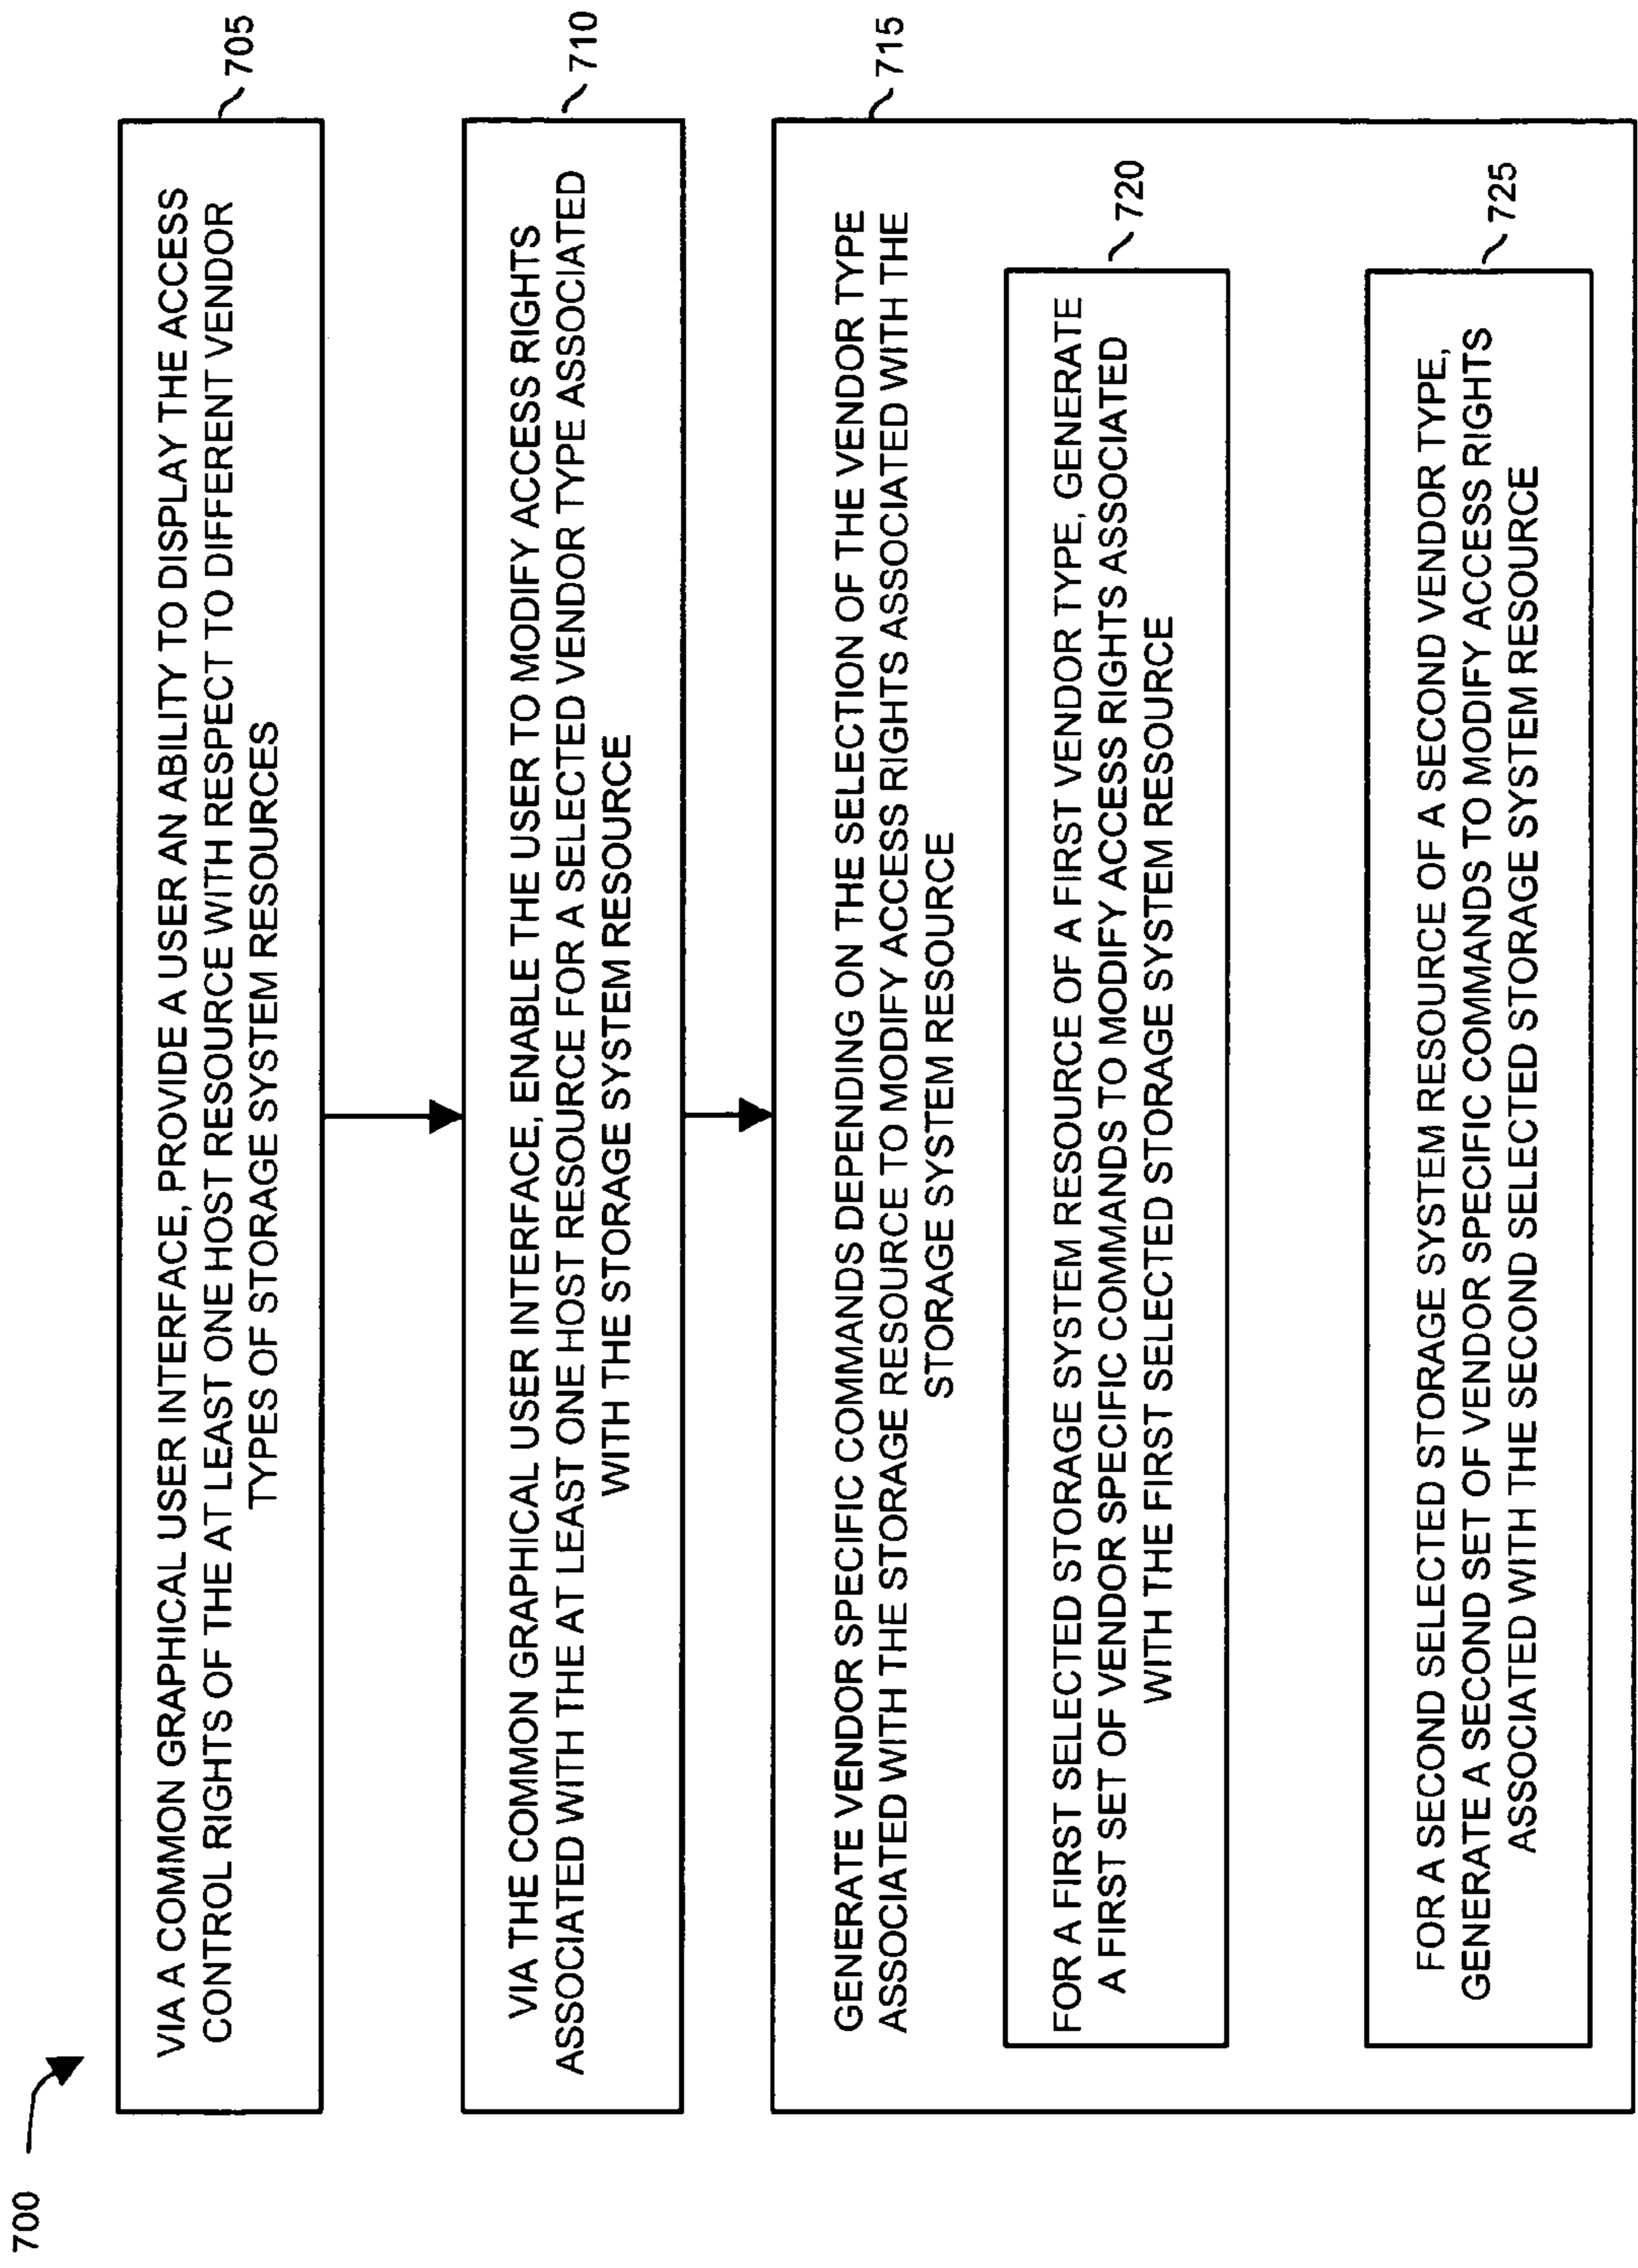 700
VIA A COMMON GRAPHICAL USER INTERFACE, PROVIDE A USER AN ABILITY TO DISPLAY THE ACCESS
CONTROL RIGHTS OF THE AT LEAST ONE HOST RESOURCE WITH RESPECT TO DIFFERENT VENDOR
TYPES OF STORAGE SYSTEM RESOURCES
705
VIA THE COMMON GRAPHICAL USER INTERFACE, ENABLE THE USER TO MODIFY ACCESS RIGHTS
ASSOCIATED WITH THE AT LEAST ONE HOST RESOURCE FOR A SELECTED VENDOR TYPE ASSOCIATED
WITH THE STORAGE SYSTEM RESOURCE
710
GENERATE VENDOR SPECIFIC COMMANDS DEPENDING ON THE SELECTION OF THE VENDOR TYPE
ASSOCIATED WITH THE STORAGE RESOURCE TO MODIFY ACCESS RIGHTS ASSOCIATED WITH THE
STORAGE SYSTEM RESOURCE
715
FOR A FIRST SELECTED STORAGE SYSTEM RESOURCE OF A FIRST VENDOR TYPE, GENERATE
A FIRST SET OF VENDOR SPECIFIC COMMANDS TO MODIFY ACCESS RIGHTS ASSOCIATED
WITH THE FIRST SELECTED STORAGE SYSTEM RESOURCE
720
FOR A SECOND SELECTED STORAGE SYSTEM RESOURCE OF A SECOND VENDOR TYPE,
GENERATE A SECOND SET OF VENDOR SPECIFIC COMMANDS TO MODIFY ACCESS RIGHTS
ASSOCIATED WITH THE SECOND SELECTED STORAGE SYSTEM RESOURCE
725